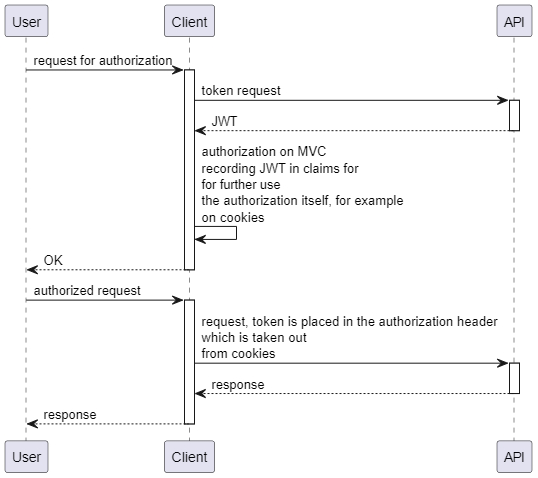 User Client API
request for authorization
token request
JWT
authorization on MVC
recording JWT in claims for
for further use
the authorization itself, for example
on cookies
OK
authorized request
request, token is placed in the authorization header
which is taken out
from cookies
response
response
User Client API